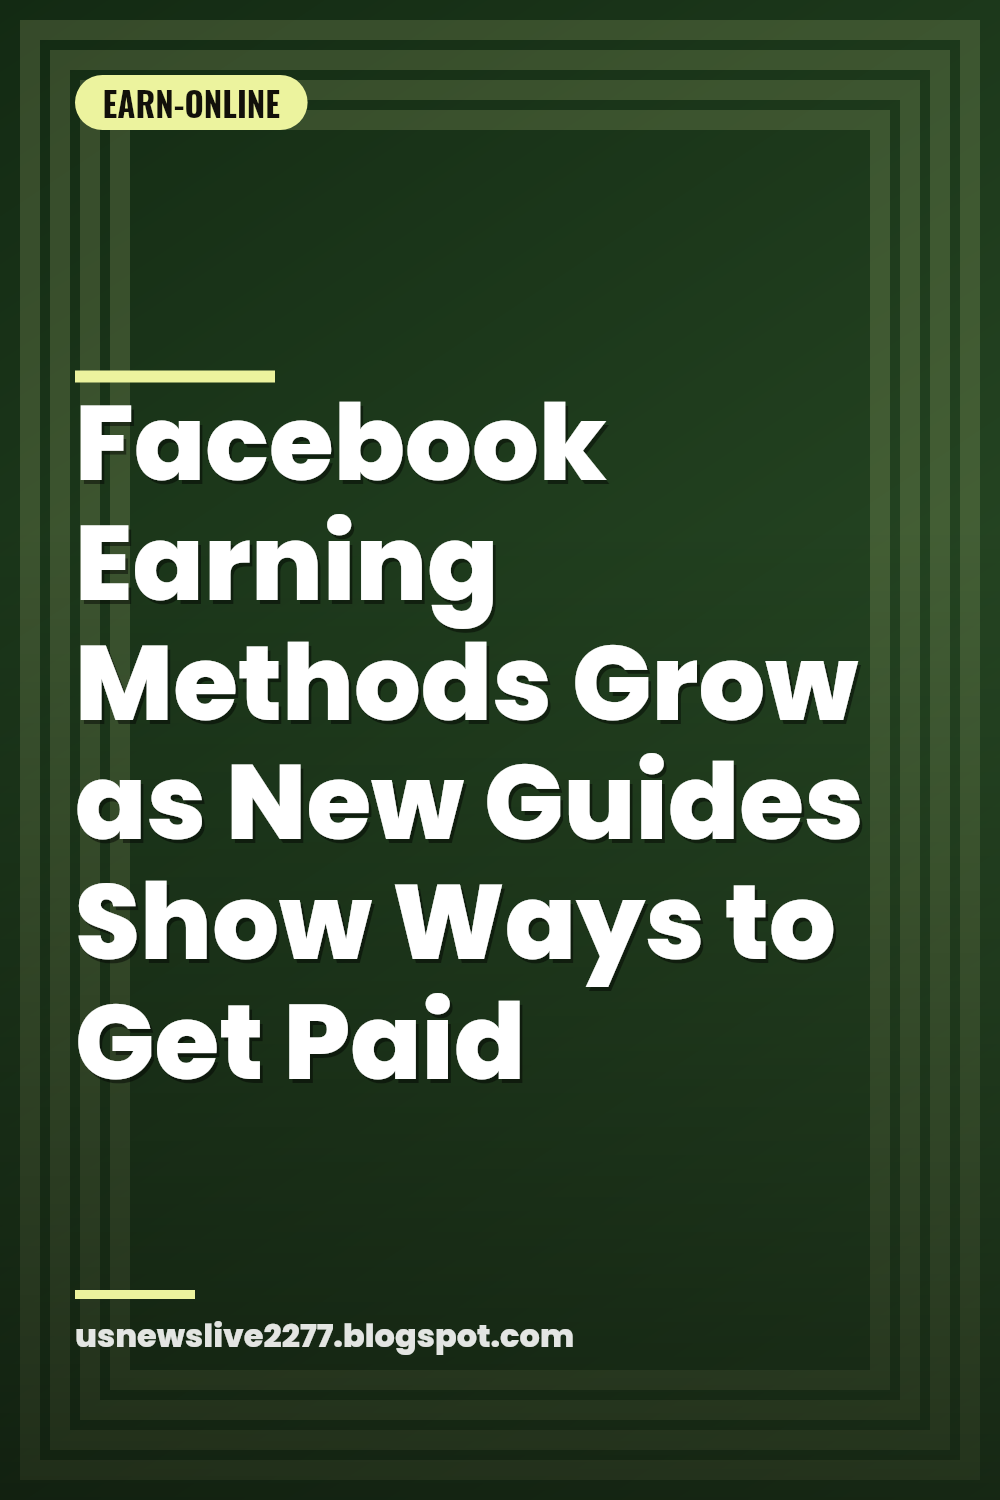 EARN-ONLINE
Facebook
Earning
Methods Grow
as New Guides
Show Ways to
Get Paid
usnewslive2277.blogspot.com